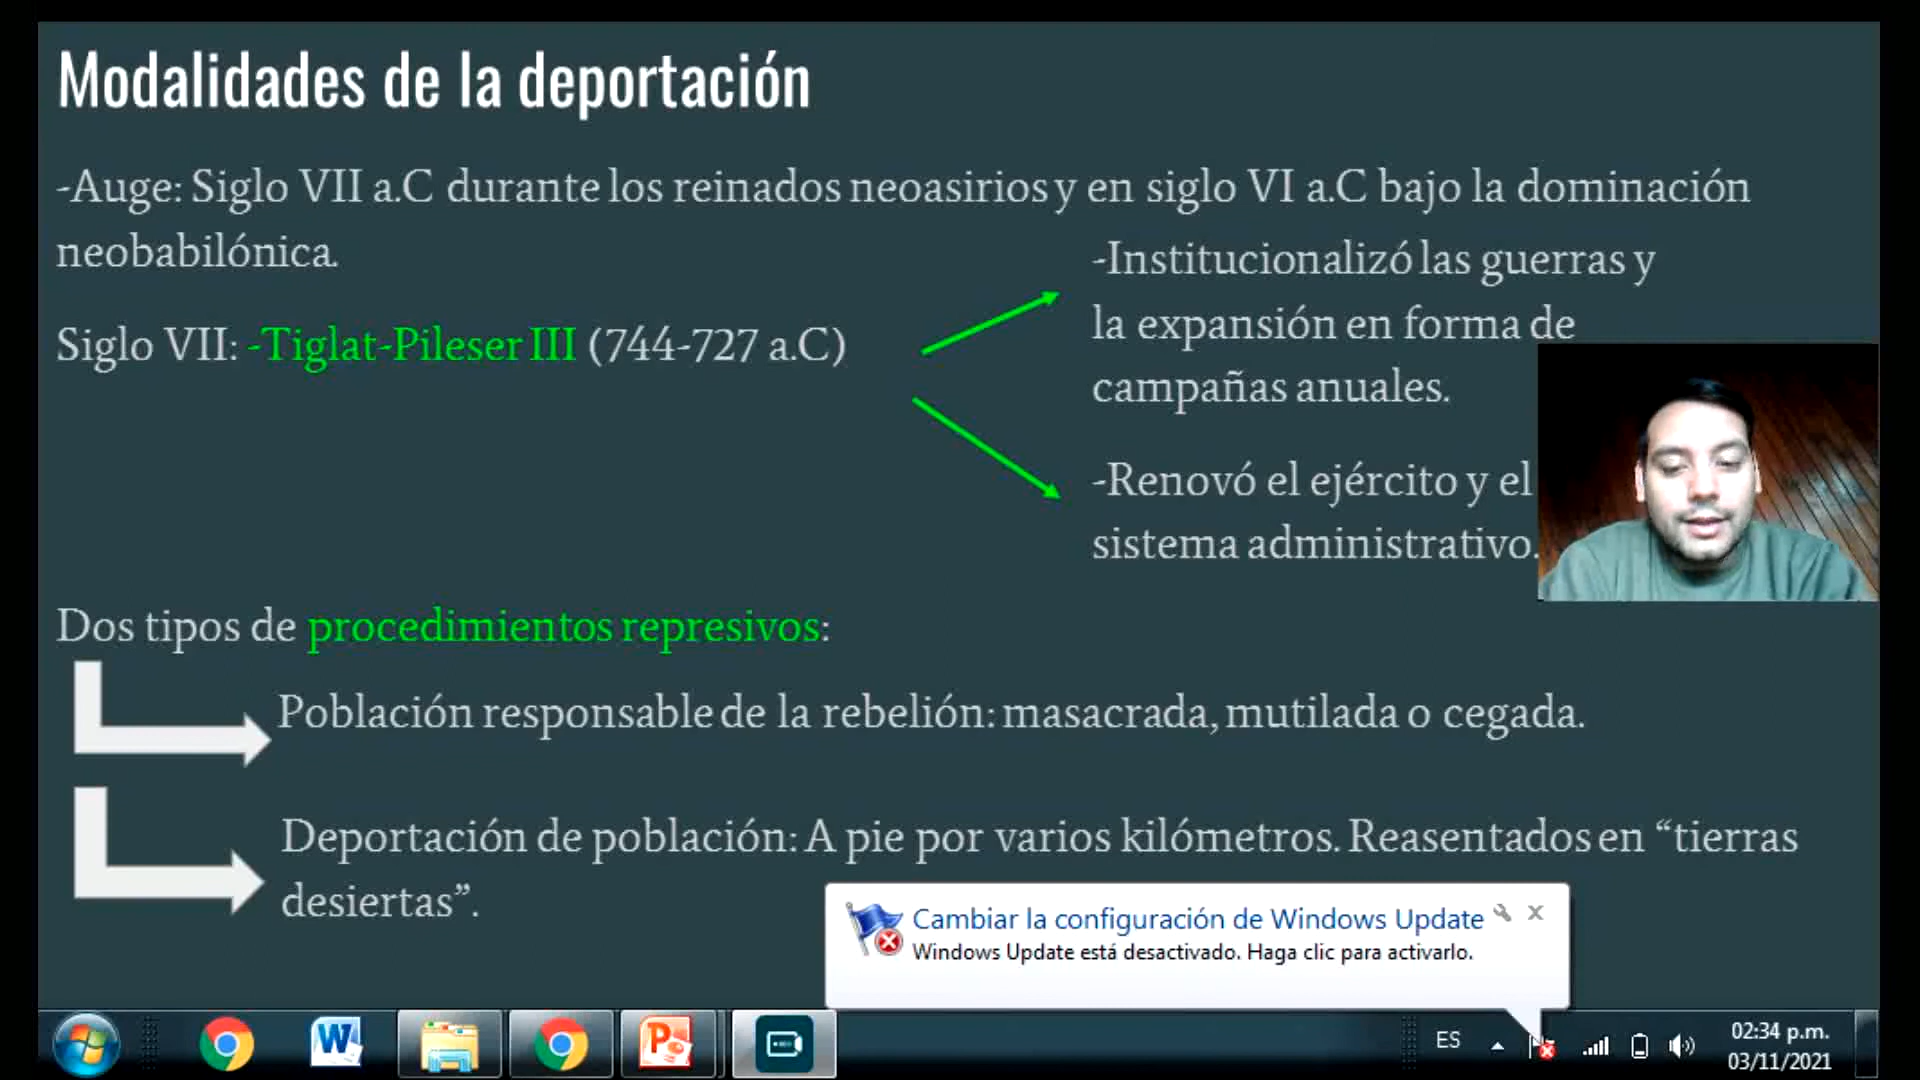 Modalidades de la deportación
-Auge: Siglo VII a.C durante los reinados neoasirios y en siglo VI a.C bajo la dominación
neobabilónica.
Siglo VII: -Tiglat-Pileser III (744-727 a.C)
-Institucionalizó las guerras y
la expansión en forma de
campañas anuales.
-Renovó el ejército y el
sistema administrativo.
Dos tipos de procedimientos represivos:
Población responsable de la rebelión: masacrada, mutilada o cegada.
Deportación de población: A pie por varios kilómetros. Reasentados en “tierras
desiertas”.
Cambiar la configuración de Windows Update
Windows Update está desactivado. Haga clic para activarlo.
ES
02:34 p.m.
03/11/2021